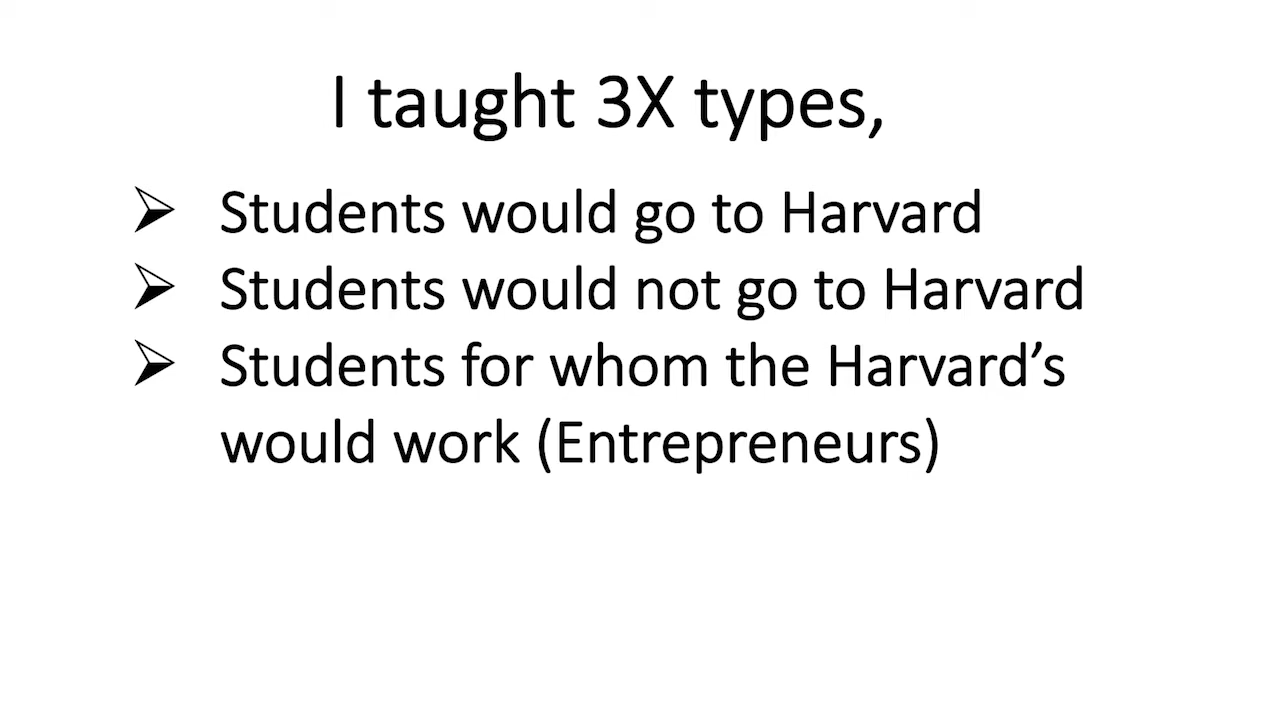 I taught 3X types,
➢ Students would go to Harvard
➢ Students would not go to Harvard
➢ Students for whom the Harvard’s
would work (Entrepreneurs)